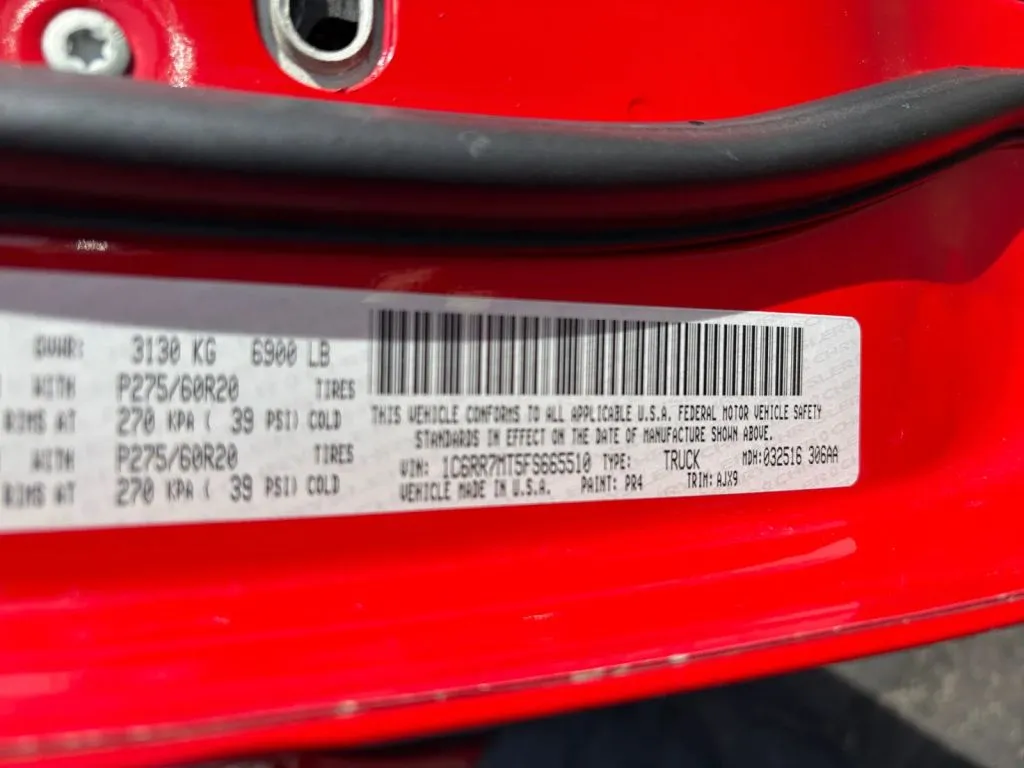 GVWR: 3130 KG 6900 LB
WITH P275/60R20 TIRES
RIMS AT 270 KPA ( 39 PSI) COLD
WITH P275/60R20 TIRES
RIMS AT 270 KPA ( 39 PSI) COLD
THIS VEHICLE CONFORMS TO ALL APPLICABLE U.S.A. FEDERAL MOTOR VEHICLE SAFETY
STANDARDS IN EFFECT ON THE DATE OF MANUFACTURE SHOWN ABOVE.
VIN: 1C6RR7MT5FS665510 TYPE: TRUCK MDH:032516 306AA
VEHICLE MADE IN U.S.A. PAINT: PR4 TRIM: AJX9